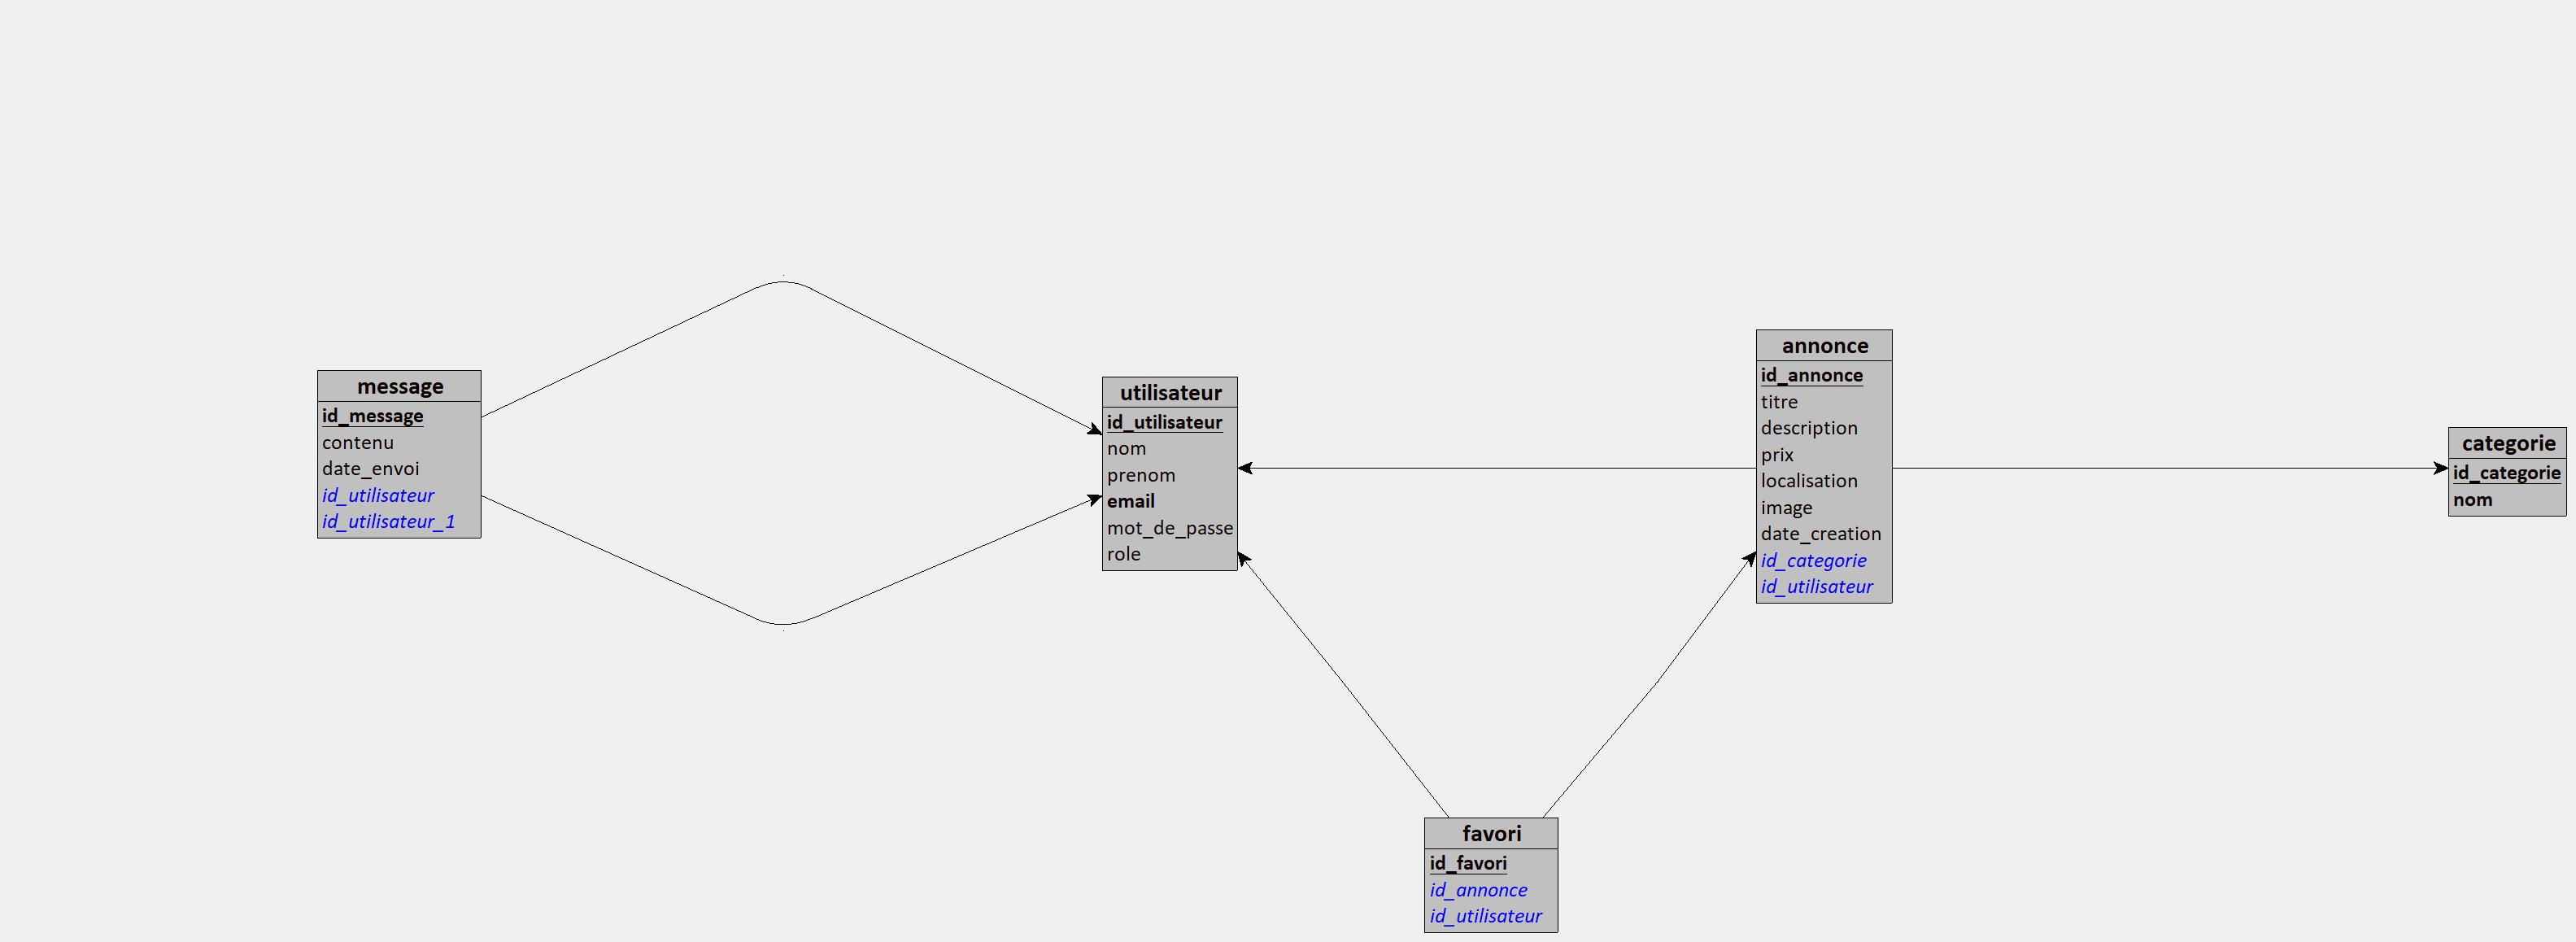 message
id_message
contenu
date_envoi
id_utilisateur
id_utilisateur_1
utilisateur
id_utilisateur
nom
prenom
email
mot_de_passe
role
annonce
id_annonce
titre
description
prix
localisation
image
date_creation
id_categorie
id_utilisateur
categorie
id_categorie
nom
favori
id_favori
id_annonce
id_utilisateur